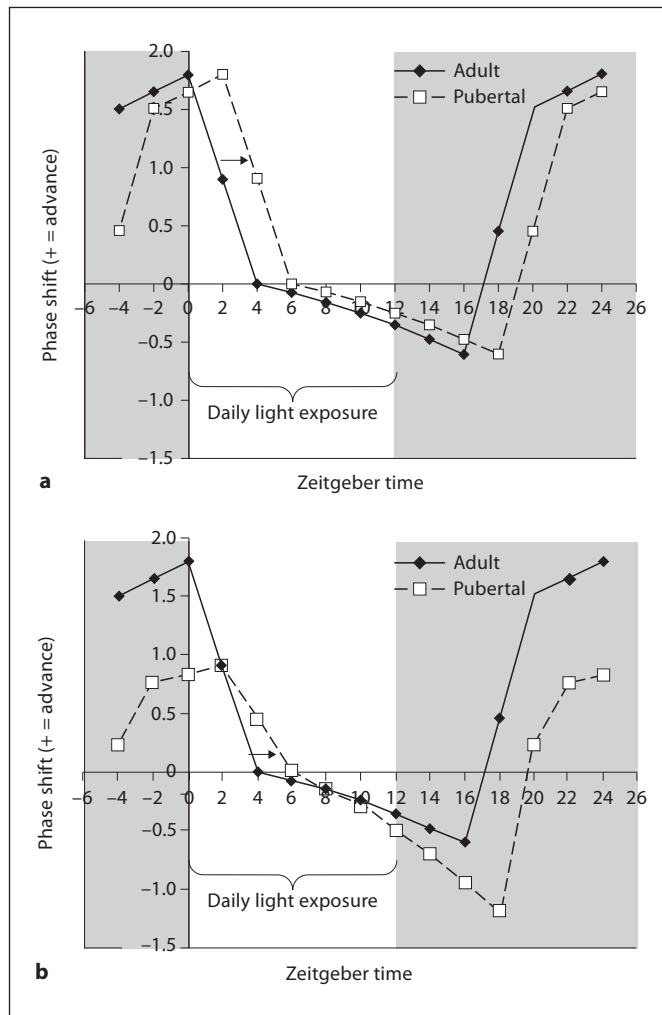 2.0
Adult
Pubertal
1.5
1.0
0.5
0
−6 −4 −2 0 2 4 6 8 10 12 14 16 18 20 22 24 26
−0.5
−1.0
Daily light exposure
−1.5
Phase shift (+ = advance)
a
Zeitgeber time
2.0
Adult
Pubertal
1.5
1.0
0.5
0
−6 −4 −2 0 2 4 6 8 10 12 14 16 18 20 22 24 26
−0.5
−1.0
Daily light exposure
−1.5
Phase shift (+ = advance)
b
Zeitgeber time